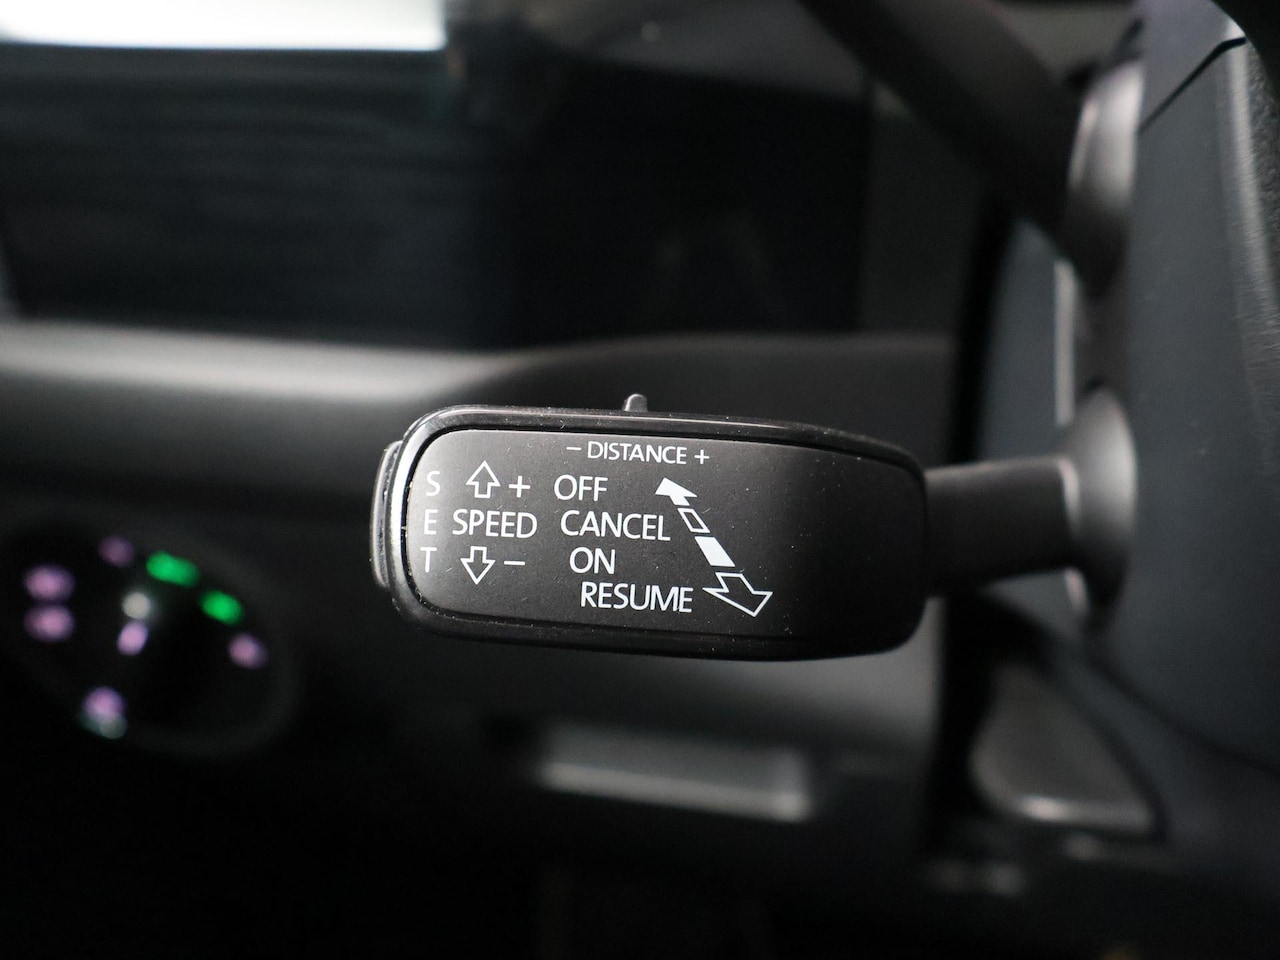 – DISTANCE +
S + OFF
E SPEED CANCEL
T – ON
RESUME